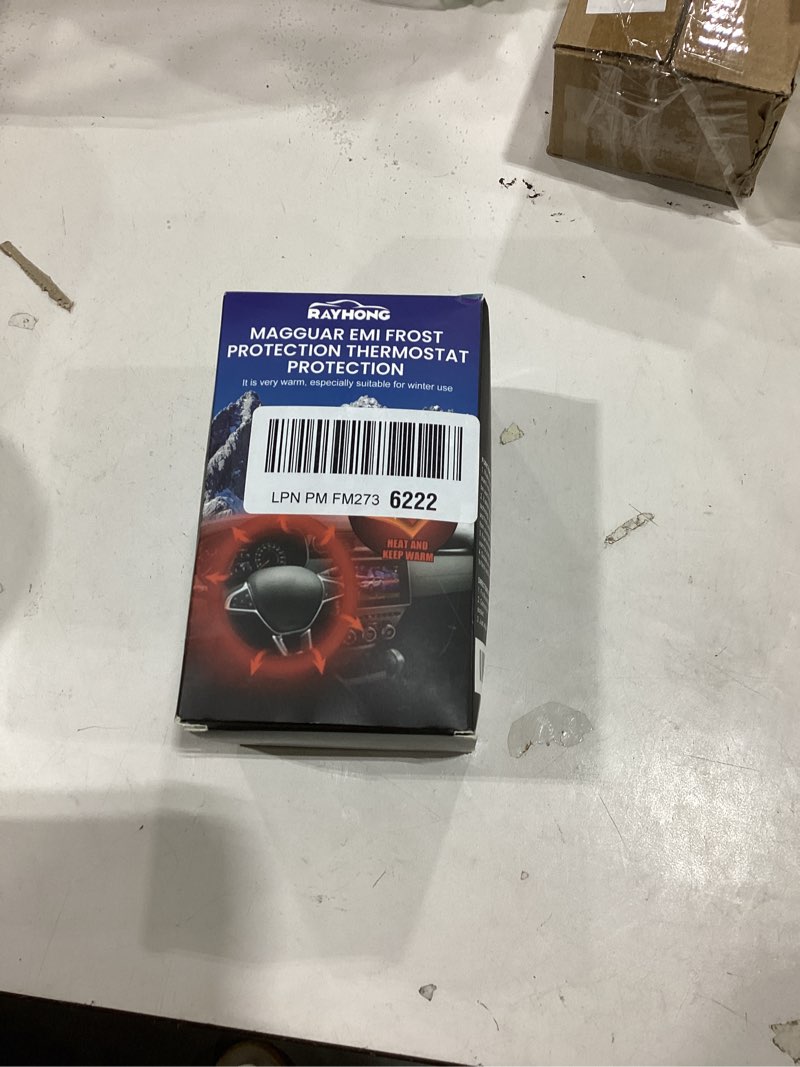 RAYHONG
MAGGUAR EMI FROST
PROTECTION THERMOSTAT
PROTECTION
It is very warm, especially suitable for winter use
LPN PM FM273 6222
HEAT AND
KEEP WARM